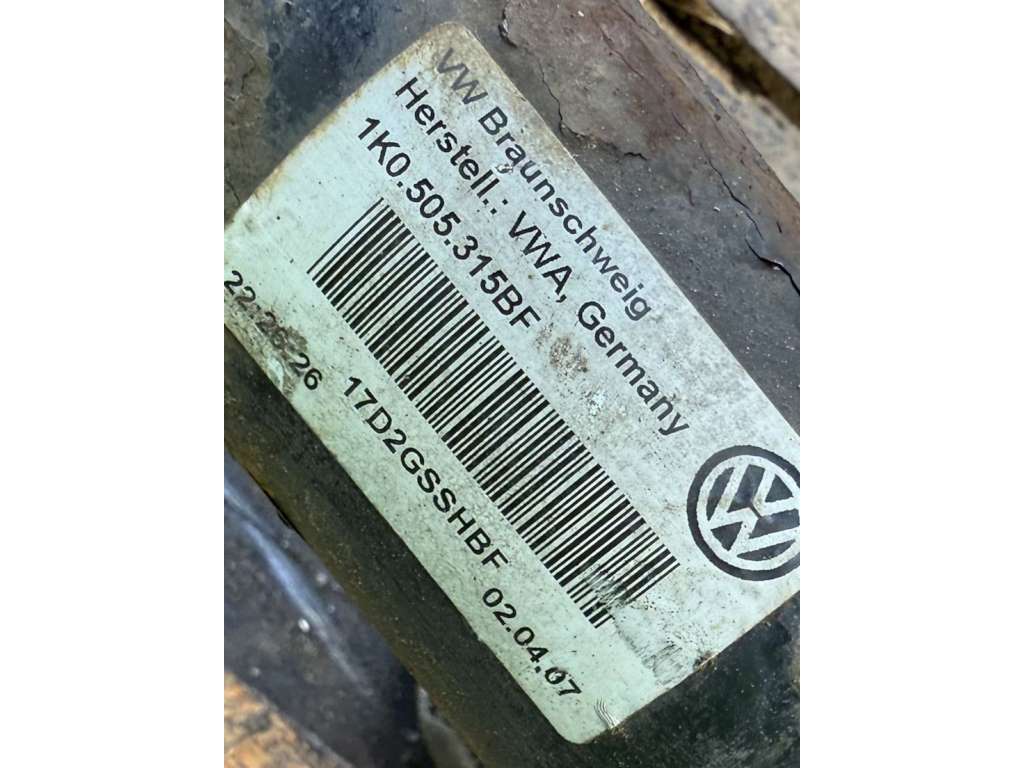 VW Braunschweig
Herstell.: VWA, Germany
1K0.505.315BF
22:26:26 17D2GSSHBF 02.04.07